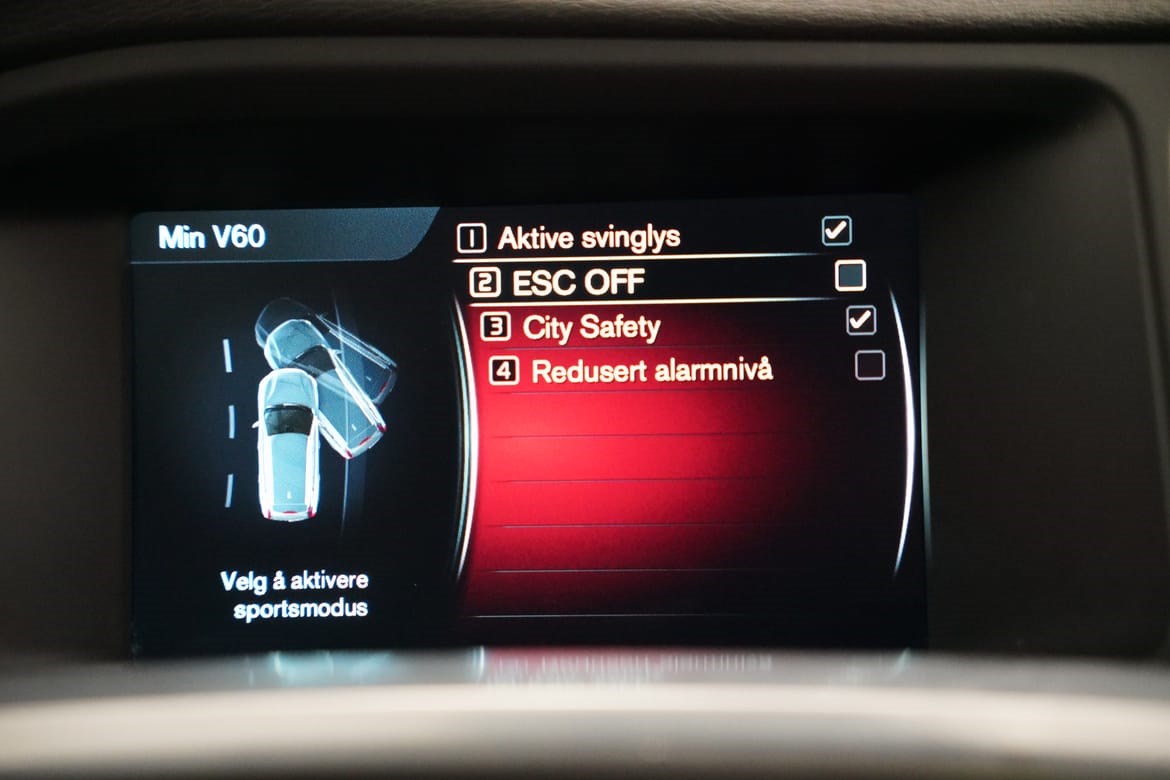 Min V60
1 Aktive svinglys
2 ESC OFF
3 City Safety
4 Redusert alarmnivå
Velg å aktivere
sportsmodus